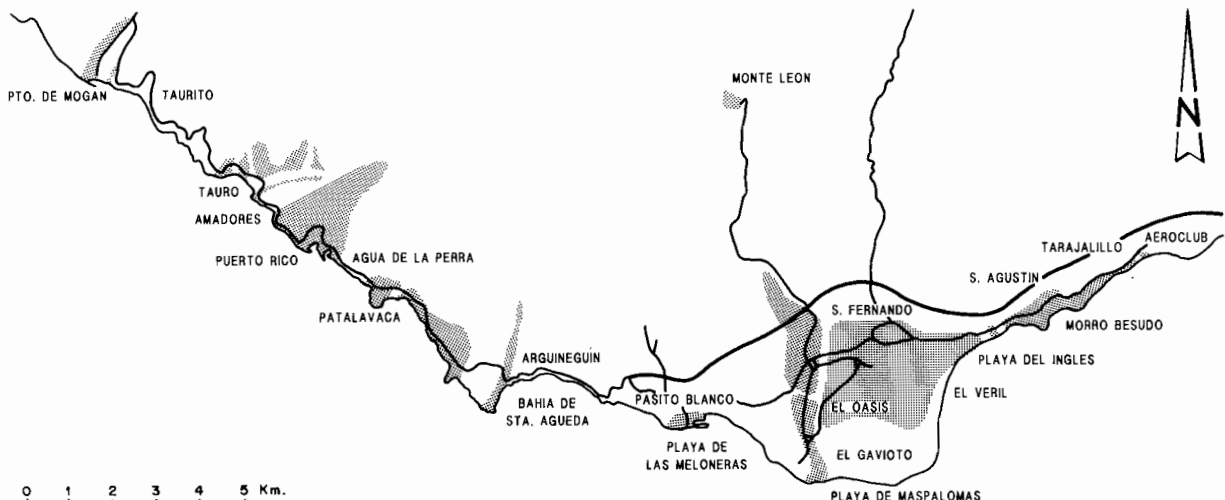 MONTE LEON
N
PTO. DE MOGAN
TAURITO
TAURO
AMADORES
PUERTO RICO
AGUA DE LA PERRA
PATALAVACA
ARGUINEGUÍN
BAHIA DE
STA. AGUEDA
PASITO BLANCO
PLAYA DE
LAS MELONERAS
S. FERNANDO
S. AGUSTIN
TARAJALILLO
AEROCLUB
MORRO BESUDO
PLAYA DEL INGLES
EL VERIL
EL OASIS
EL GAVIOTO
PLAYA DE MASPALOMAS
0 1 2 3 4 5 Km.